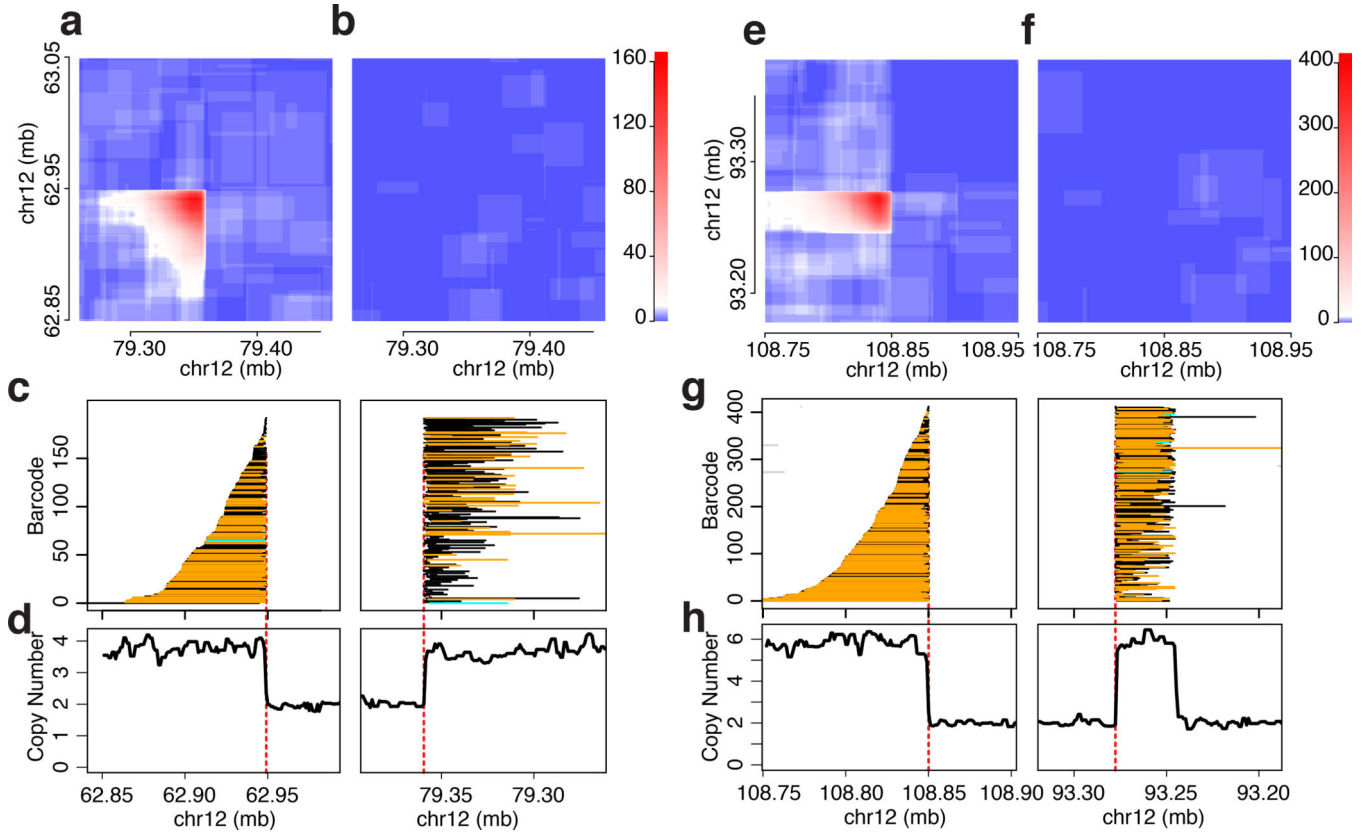 a
b
e
f
chr12 (mb)
62.85 62.95 63.05
79.30 79.40
chr12 (mb)
79.30 79.40
chr12 (mb)
0 40 80 120 160
chr12 (mb)
93.20 93.30
108.75 108.85 108.95
chr12 (mb)
108.75 108.85 108.95
chr12 (mb)
0 100 200 300 400
c
Barcode
0 50 100 150
g
Barcode
0 100 200 300 400
d
Copy Number
0 1 2 3 4
62.85 62.90 62.95
chr12 (mb)
79.35 79.30
chr12 (mb)
h
Copy Number
0 2 4 6
108.75 108.80 108.85 108.90
chr12 (mb)
93.30 93.25 93.20
chr12 (mb)